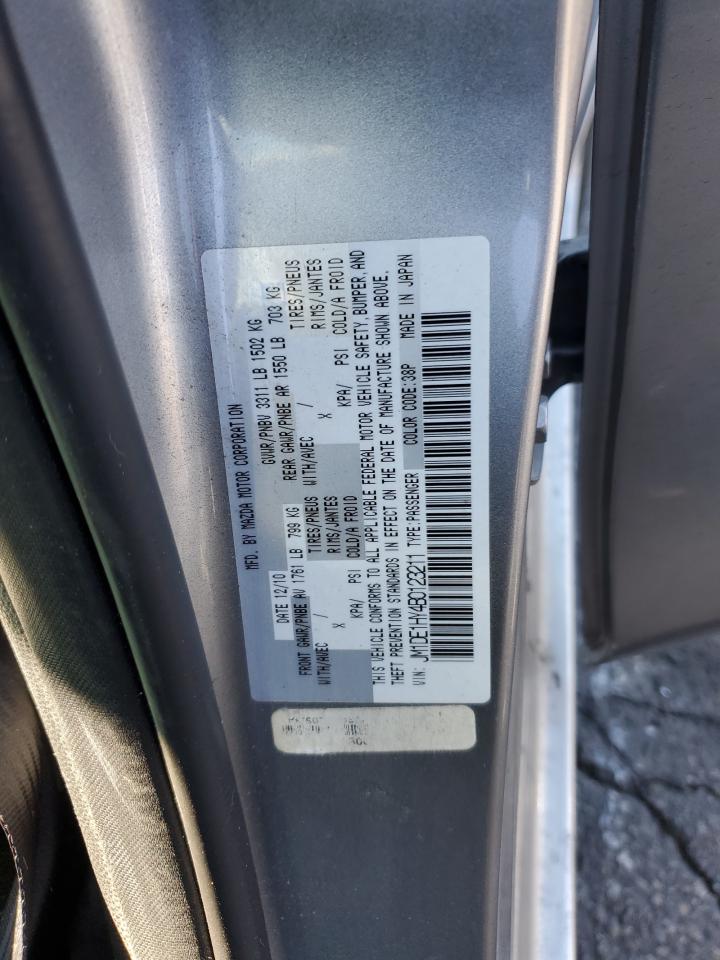 MFD. BY MAZDA MOTOR CORPORATION
DATE 12/10 GVWR/PNBV 3311 LB 1502 KG
FRONT GAWR/PNBE AV 1761 LB 799 KG REAR GAWR/PNBE AR 1550 LB 703 KG
WITH/AVEC / TIRES/PNEUS WITH/AVEC / TIRES/PNEUS
X RIMS/JANTES X RIMS/JANTES
KPA/ PSI COLD/A FROID KPA/ PSI COLD/A FROID
THIS VEHICLE CONFORMS TO ALL APPLICABLE FEDERAL MOTOR VEHICLE SAFETY, BUMPER, AND
THEFT PREVENTION STANDARDS IN EFFECT ON THE DATE OF MANUFACTURE SHOWN ABOVE.
VIN: JM1DE1HY4B0123211 TYPE:PASSENGER COLOR CODE:38P MADE IN JAPAN